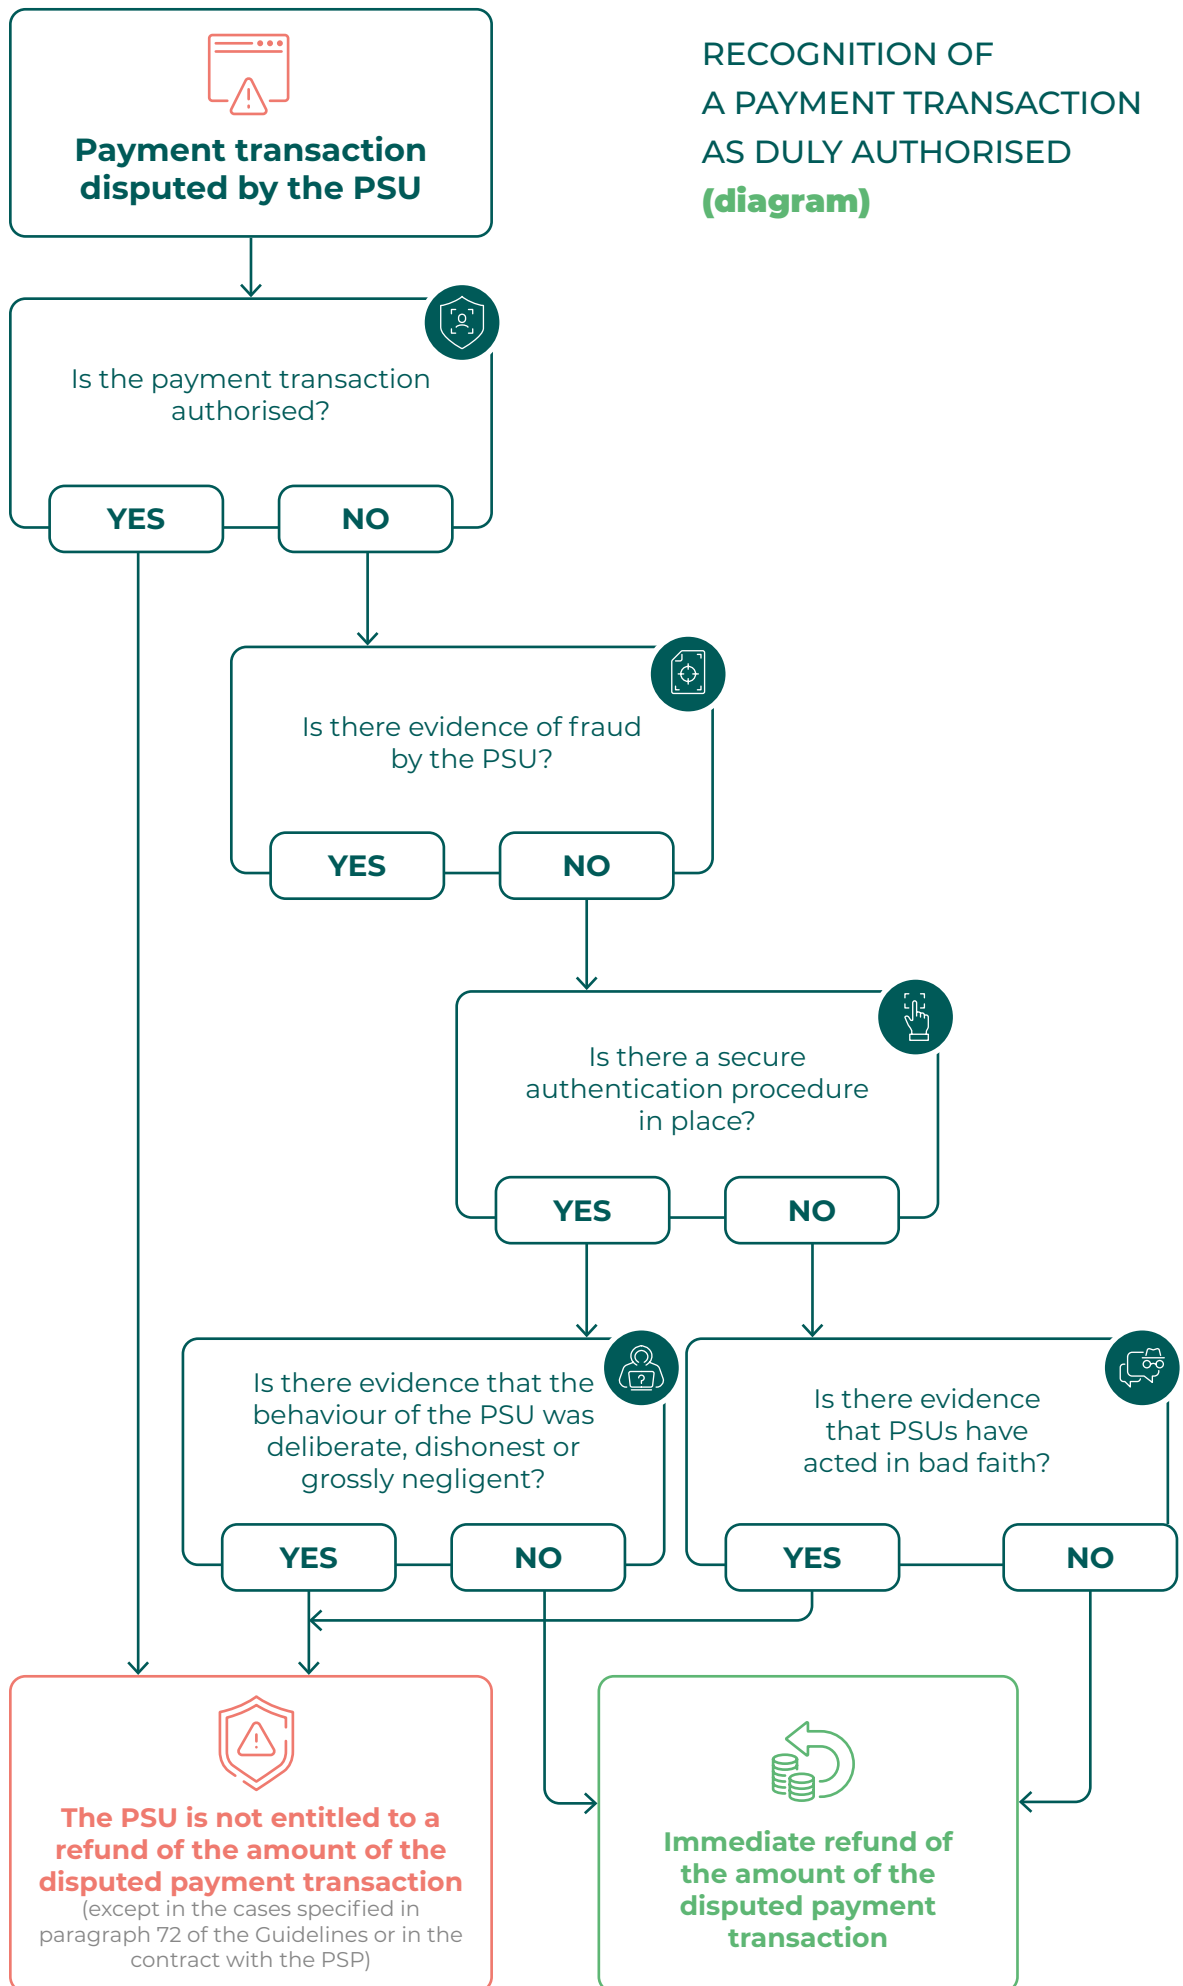 RECOGNITION OF
A PAYMENT TRANSACTION
AS DULY AUTHORISED
(diagram)
Payment transaction
disputed by the PSU
Is the payment transaction
authorised?
YES
NO
Is there evidence of fraud
by the PSU?
YES
NO
Is there a secure
authentication procedure
in place?
YES
NO
Is there evidence that the
behaviour of the PSU was
deliberate, dishonest or
grossly negligent?
YES
NO
Is there evidence
that PSUs have
acted in bad faith?
YES
NO
The PSU is not entitled to a
refund of the amount of the
disputed payment transaction
(except in the cases specified in
paragraph 72 of the Guidelines or in the
contract with the PSP)
Immediate refund of
the amount of the
disputed payment
transaction